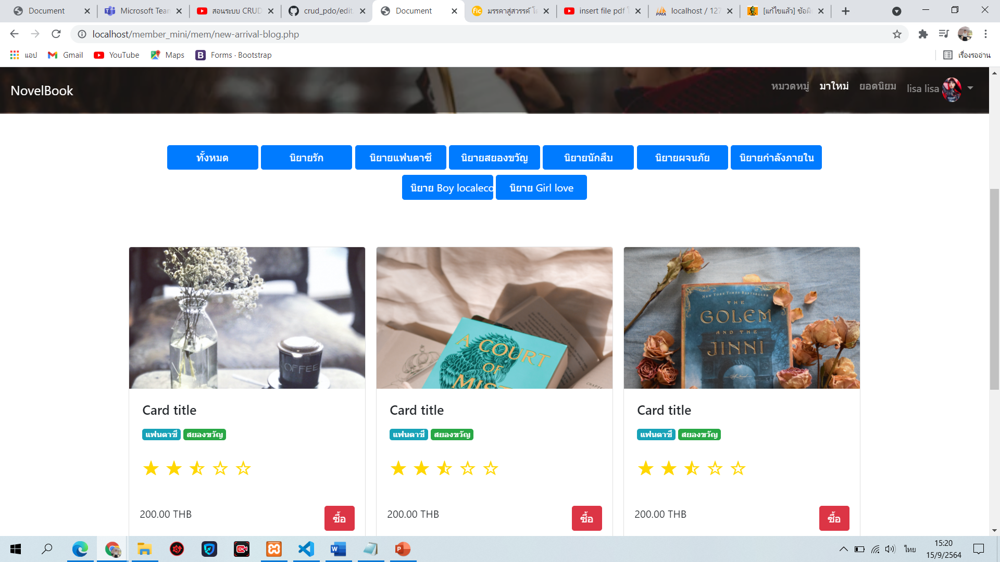 Document
Microsoft Tean
สอนระบบ CRUD
crud_pdo/edit.
Document
มรรคาสู่สวรรค์ โด
insert file pdf
localhost / 127
[แก้ไขแล้ว] ข้อผิ
localhost/member_mini/mem/new-arrival-blog.php
แอป Gmail YouTube Maps Forms · Bootstrap เรื่องรออ่าน
NovelBook หมวดหมู่ มาใหม่ ยอดนิยม lisa lisa
ทั้งหมด นิยายรัก นิยายแฟนตาซี นิยายสยองขวัญ นิยายนักสืบ นิยายผจนภัย นิยายกำลังภายใน
นิยาย Boy localeco นิยาย Girl love
OFFEE
A COURT
OF
MIST
CHAPTER
NEW YORK TIMES BESTSELLER
THE
GOLEM
AND THE
JINNI
Card title Card title Card title
แฟนตาซี สยองขวัญ แฟนตาซี สยองขวัญ แฟนตาซี สยองขวัญ
200.00 THB ซื้อ 200.00 THB ซื้อ 200.00 THB ซื้อ
ไทย
15:20
15/9/2564